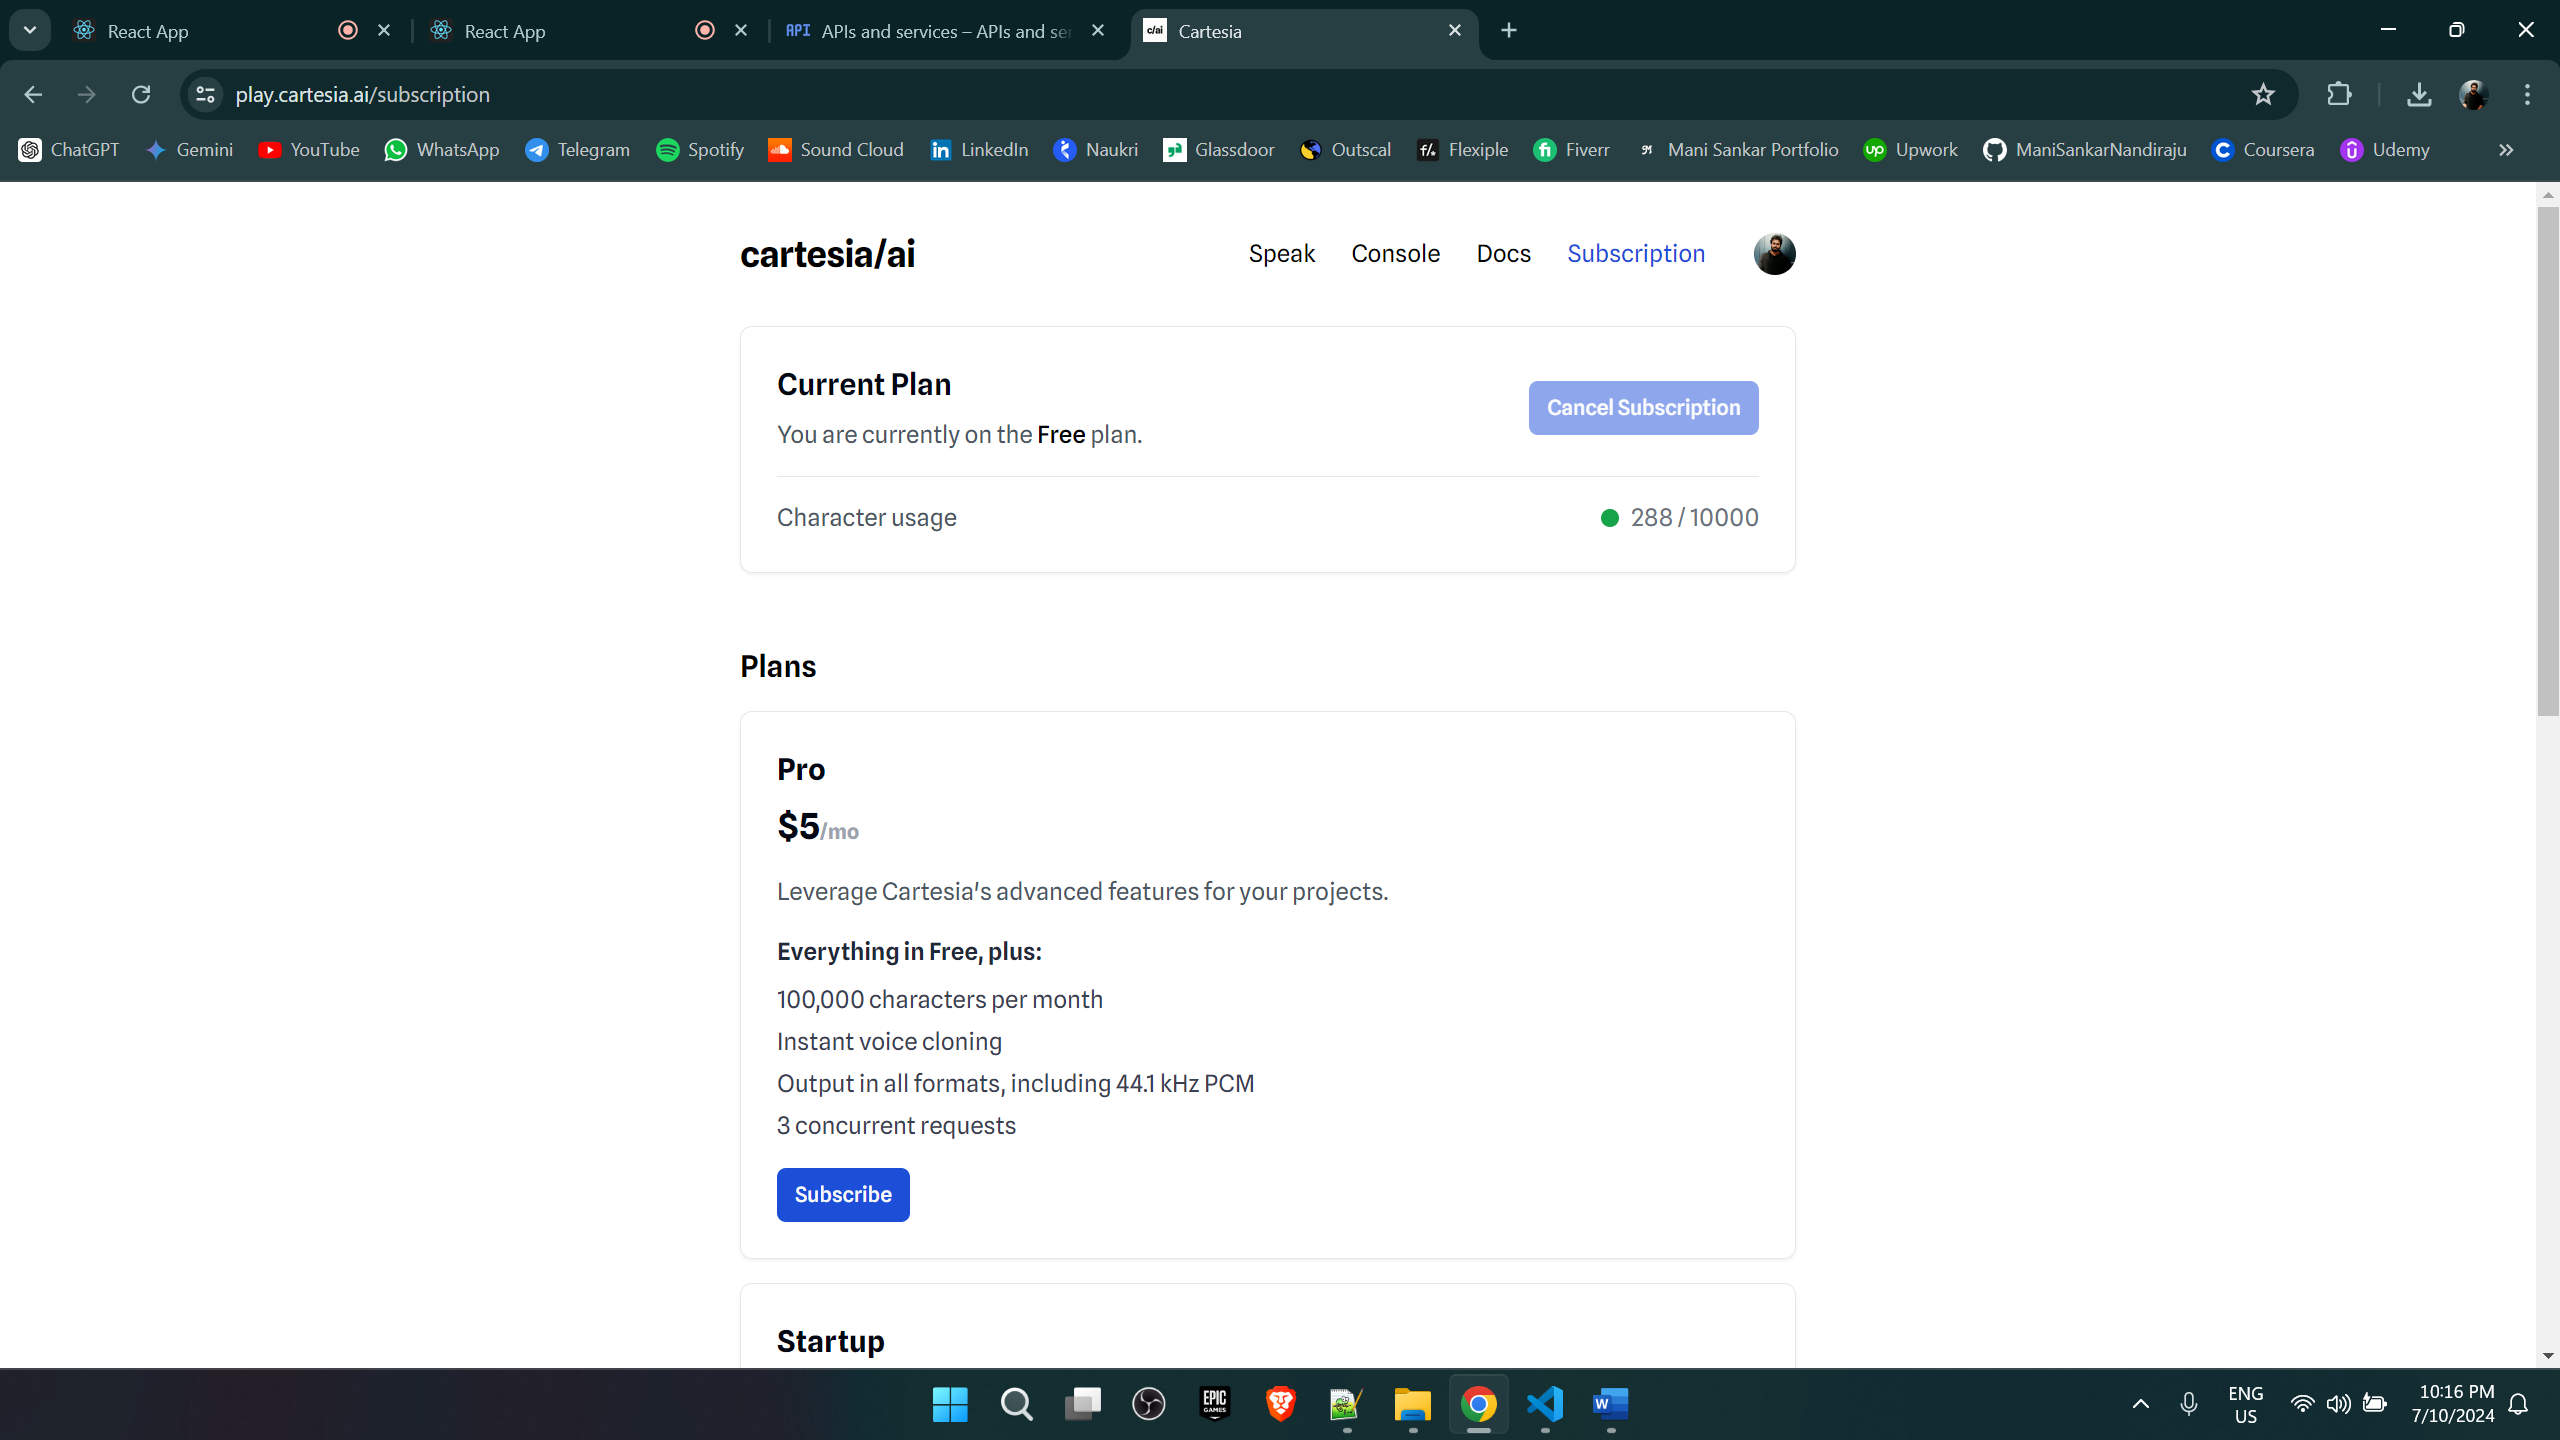 React App
React App
API APIs and services – APIs and ser
c/ai Cartesia
play.cartesia.ai/subscription
ChatGPT
Gemini
YouTube
WhatsApp
Telegram
Spotify
Sound Cloud
LinkedIn
Naukri
Glassdoor
Outscal
Flexiple
Fiverr
Mani Sankar Portfolio
Upwork
ManiSankarNandiraju
Coursera
Udemy
cartesia/ai
Speak
Console
Docs
Subscription
Current Plan
You are currently on the Free plan.
Cancel Subscription
Character usage
288 / 10000
Plans
Pro
$5/mo
Leverage Cartesia's advanced features for your projects.
Everything in Free, plus:
100,000 characters per month
Instant voice cloning
Output in all formats, including 44.1 kHz PCM
3 concurrent requests
Subscribe
Startup
EPIC
GAMES
W
ENG
US
10:16 PM
7/10/2024